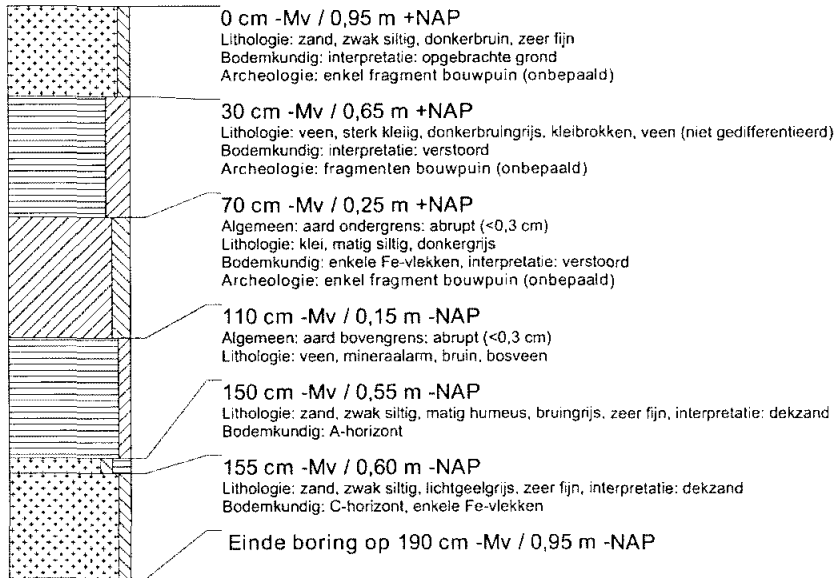 0 cm -Mv / 0,95 m +NAP
Lithologie: zand, zwak siltig, donkerbruin, zeer fijn
Bodemkundig: interpretatie: opgebrachte grond
Archeologie: enkel fragment bouwpuin (onbepaald)
30 cm -Mv / 0,65 m +NAP
Lithologie: veen, sterk kleiig, donkerbruingrijs, kleibrokken, veen (niet gedifferentieerd)
Bodemkundig: interpretatie: verstoord
Archeologie: fragmenten bouwpuin (onbepaald)
70 cm -Mv / 0,25 m +NAP
Algemeen: aard ondergrens: abrupt (<0,3 cm)
Lithologie: klei, matig siltig, donkergrijs
Bodemkundig: enkele Fe-vlekken, interpretatie: verstoord
Archeologie: enkel fragment bouwpuin (onbepaald)
110 cm -Mv / 0,15 m -NAP
Algemeen: aard bovengrens: abrupt (<0,3 cm)
Lithologie: veen, mineraalarm, bruin, bosveen
150 cm -Mv / 0,55 m -NAP
Lithologie: zand, zwak siltig, matig humeus, bruingrijs, zeer fijn, interpretatie: dekzand
Bodemkundig: A-horizont
155 cm -Mv / 0,60 m -NAP
Lithologie: zand, zwak siltig, lichtgeelgrijs, zeer fijn, interpretatie: dekzand
Bodemkundig: C-horizont, enkele Fe-vlekken
Einde boring op 190 cm -Mv / 0,95 m -NAP